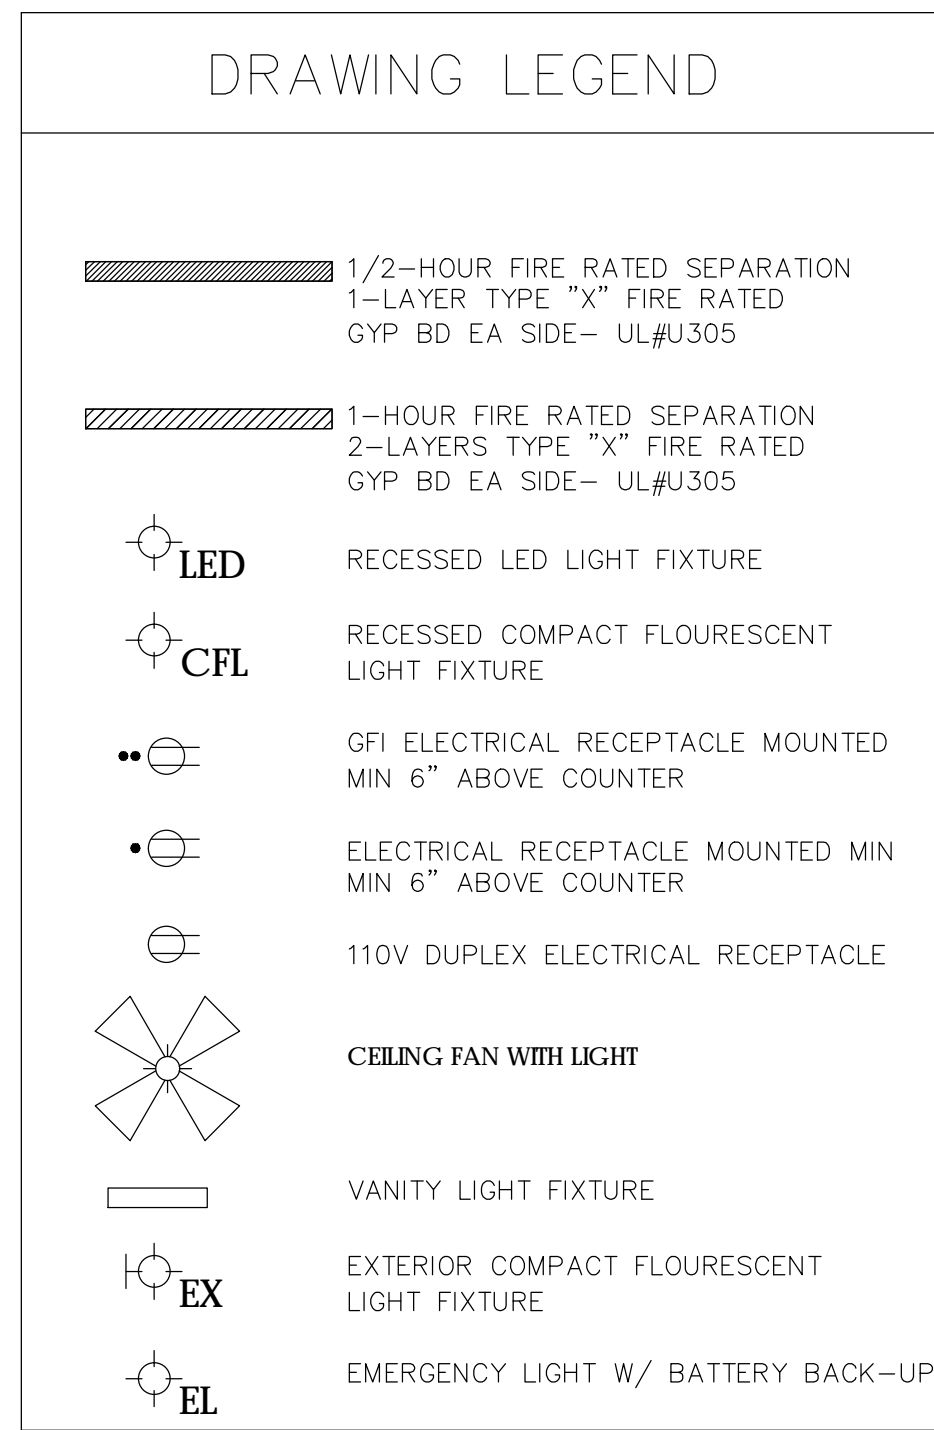 DRAWING LEGEND
1/2-HOUR FIRE RATED SEPARATION
1-LAYER TYPE "X" FIRE RATED
GYP BD EA SIDE- UL#U305
1-HOUR FIRE RATED SEPARATION
2-LAYERS TYPE "X" FIRE RATED
GYP BD EA SIDE- UL#U305
LED RECESSED LED LIGHT FIXTURE
CFL RECESSED COMPACT FLOURESCENT
LIGHT FIXTURE
GFI ELECTRICAL RECEPTACLE MOUNTED
MIN 6" ABOVE COUNTER
ELECTRICAL RECEPTACLE MOUNTED MIN
MIN 6" ABOVE COUNTER
110V DUPLEX ELECTRICAL RECEPTACLE
CEILING FAN WITH LIGHT
VANITY LIGHT FIXTURE
EX EXTERIOR COMPACT FLOURESCENT
LIGHT FIXTURE
EL EMERGENCY LIGHT W/ BATTERY BACK-UP